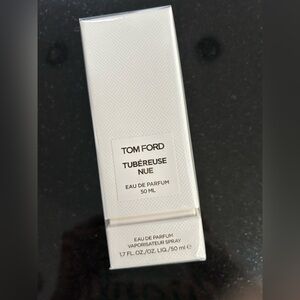 TOM FORD
TUBÉREUSE
NUE
EAU DE PARFUM
50 ML
EAU DE PARFUM
VAPORISATEUR SPRAY
1.7 FL.OZ./OZ. LIQ./50 ml ℮